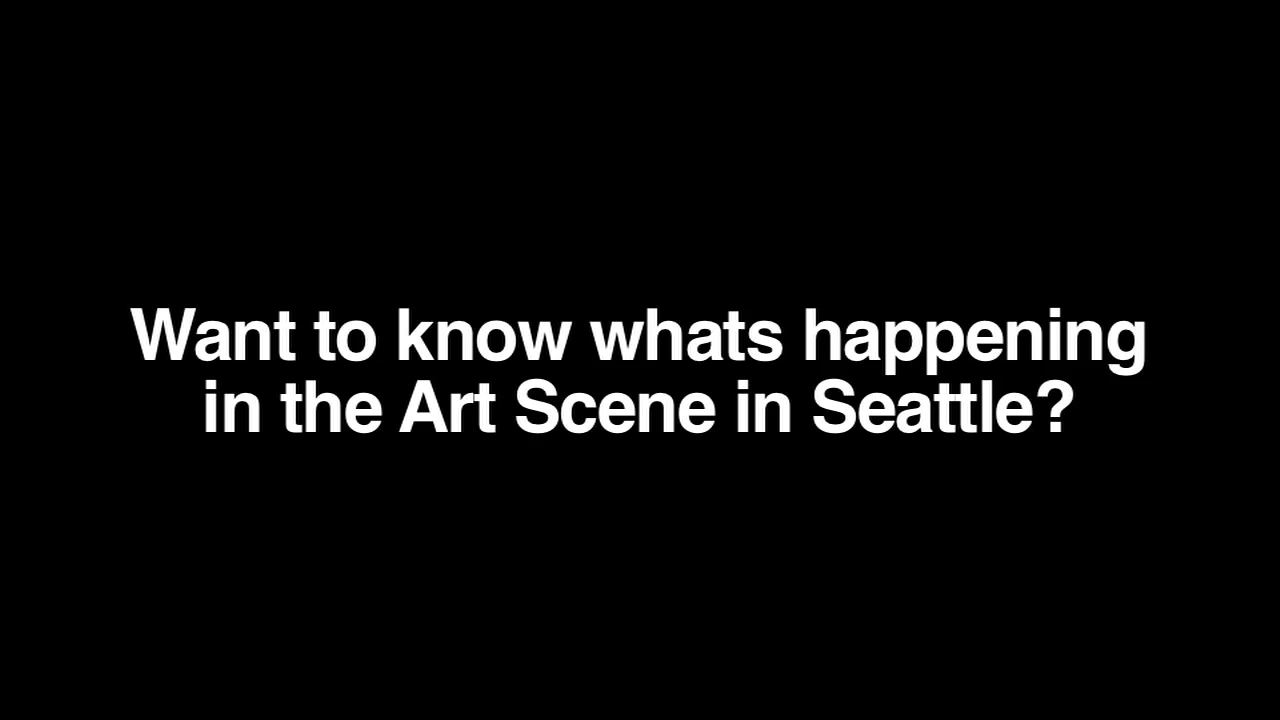 Want to know whats happening
in the Art Scene in Seattle?